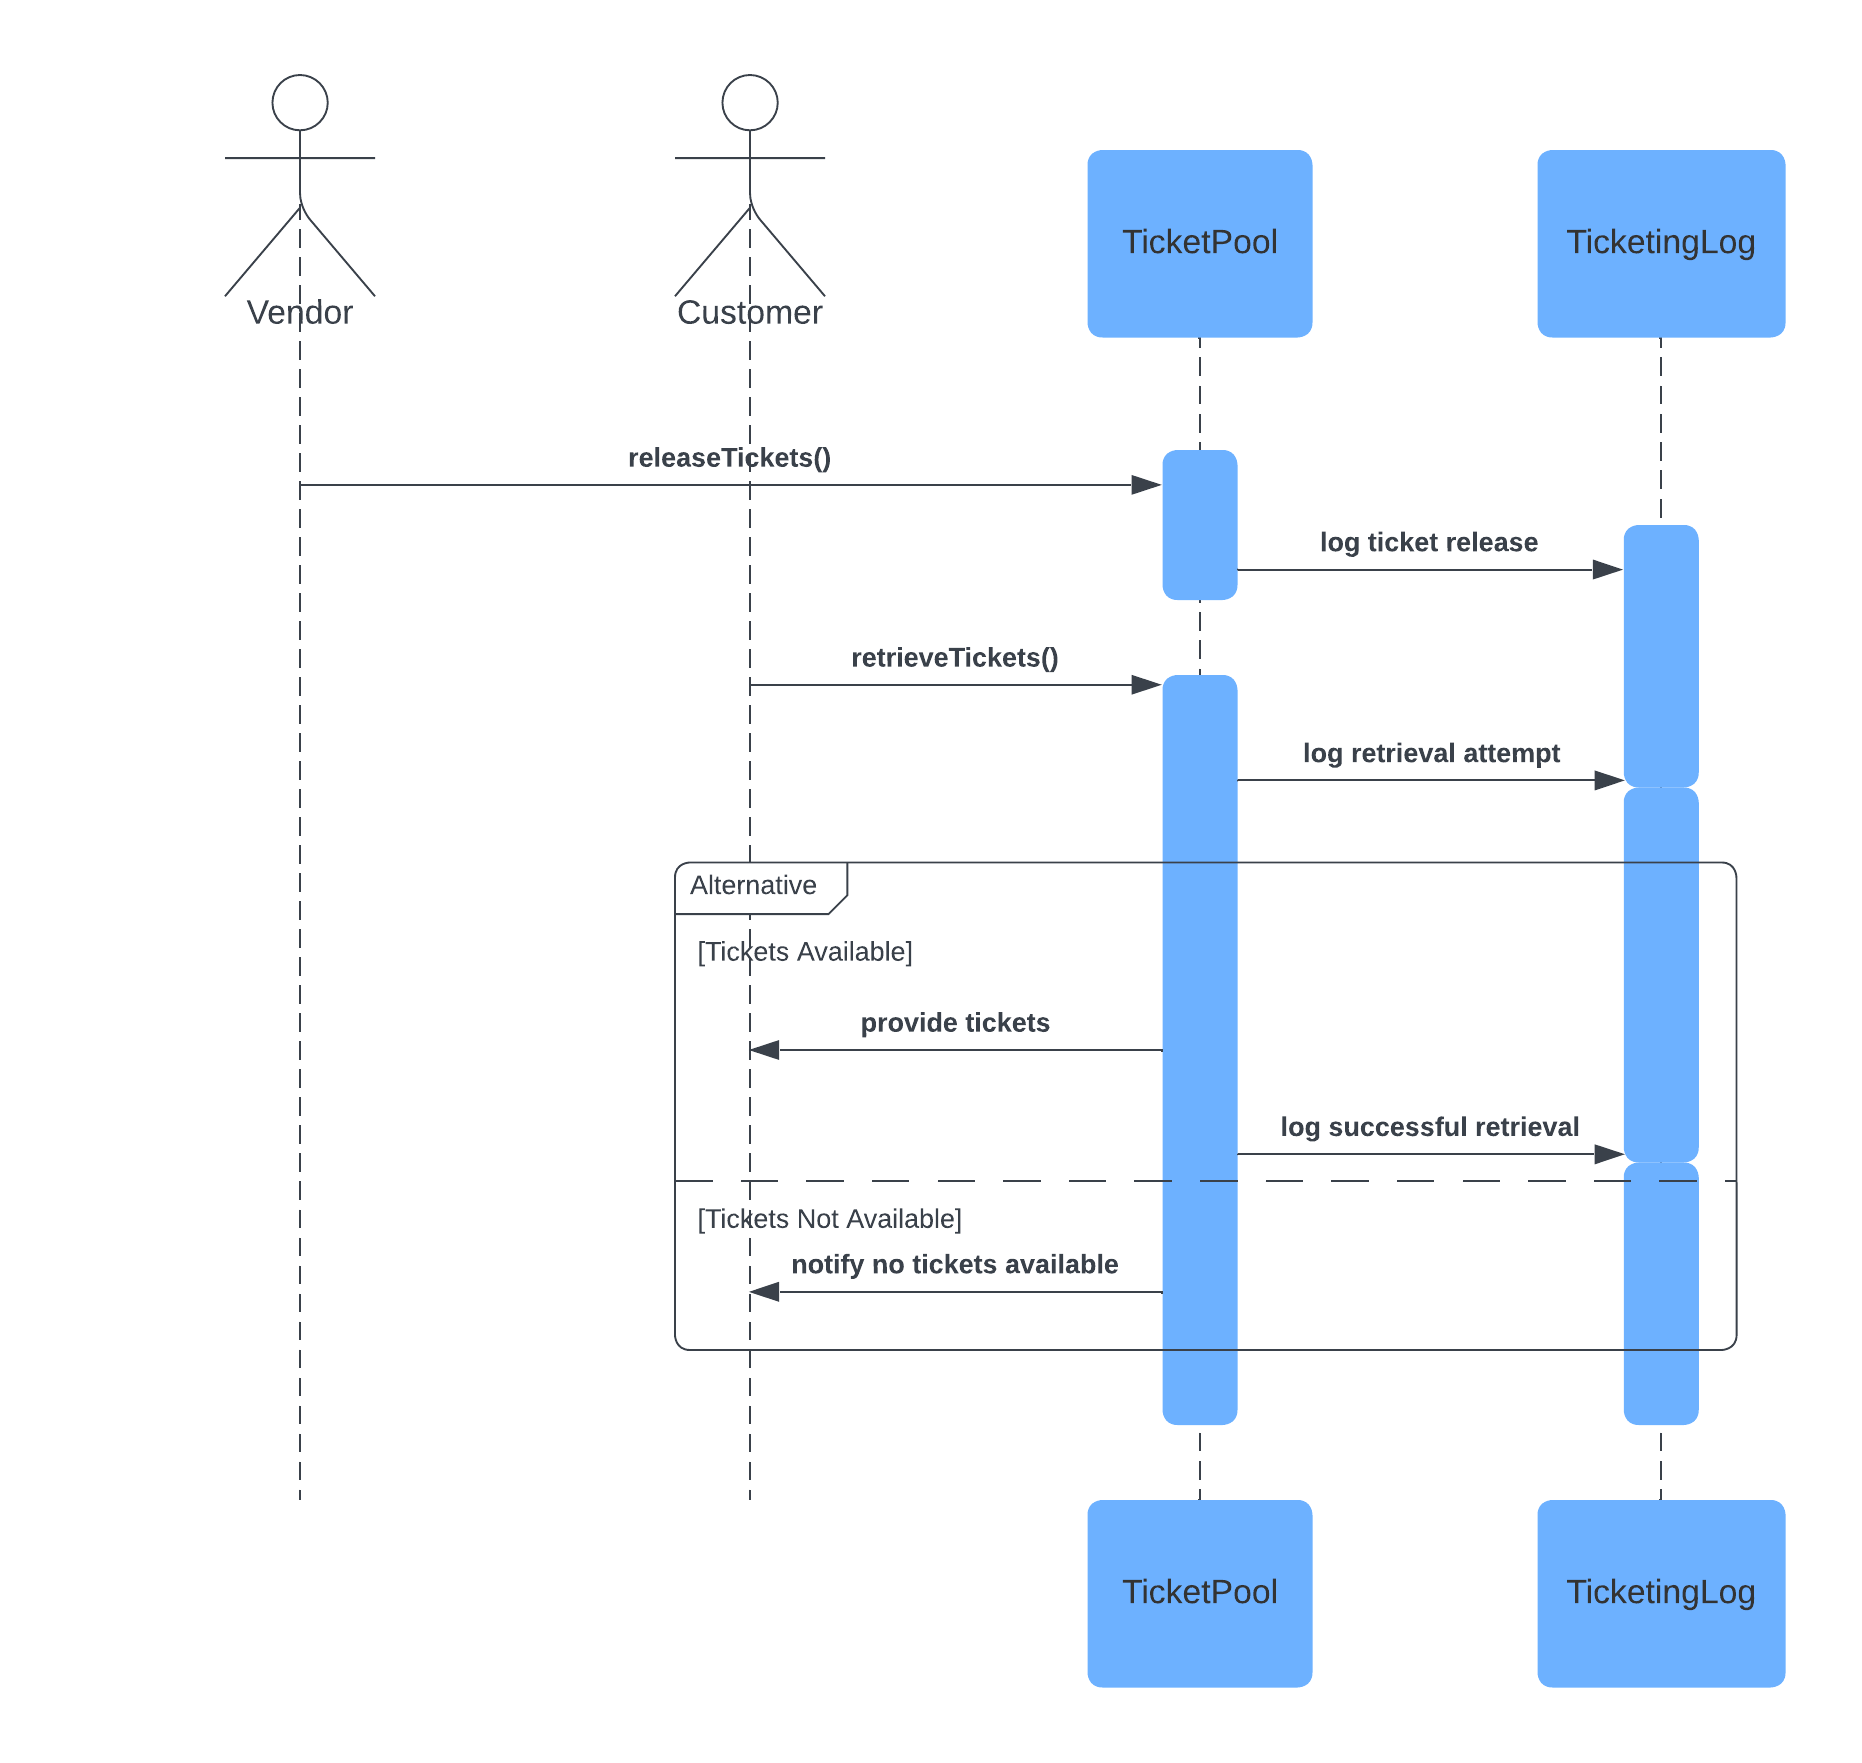 TicketPool
TicketingLog
Vendor
Customer
releaseTickets()
log ticket release
retrieveTickets()
log retrieval attempt
Alternative
[Tickets Available]
provide tickets
log successful retrieval
[Tickets Not Available]
notify no tickets available
TicketPool
TicketingLog